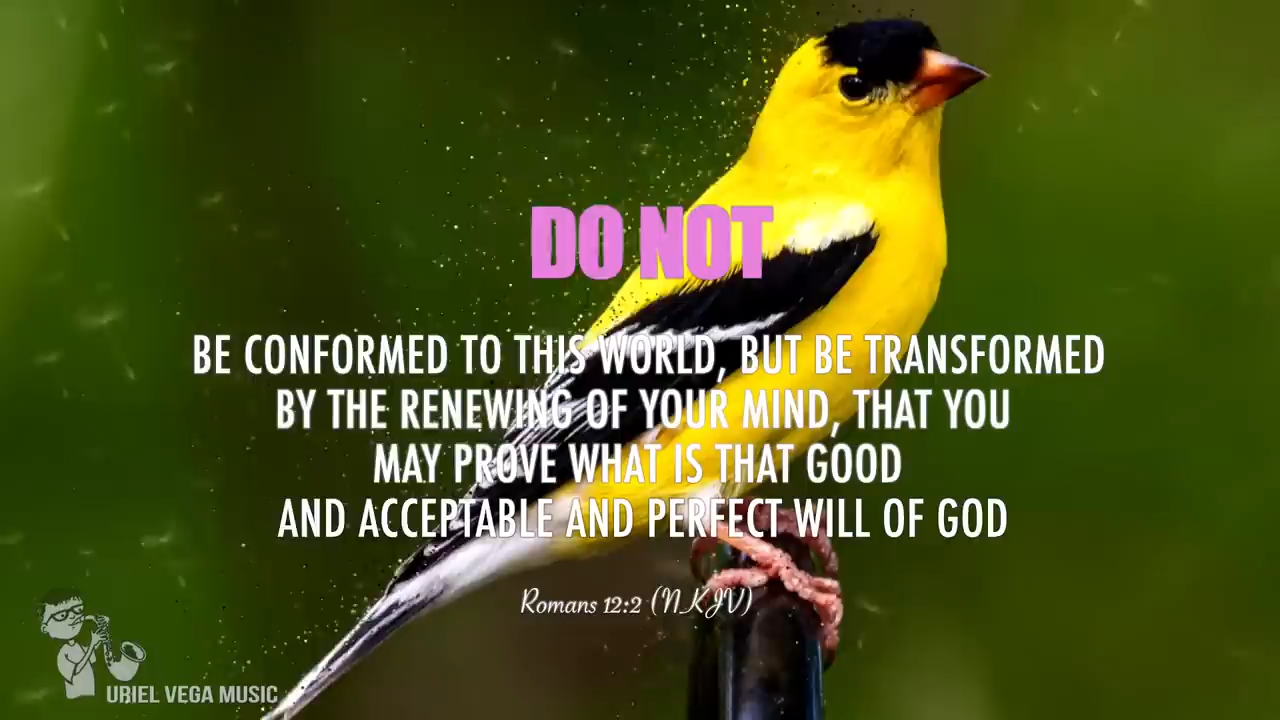 DO NOT
BE CONFORMED TO THIS WORLD, BUT BE TRANSFORMED
BY THE RENEWING OF YOUR MIND, THAT YOU
MAY PROVE WHAT IS THAT GOOD
AND ACCEPTABLE AND PERFECT WILL OF GOD
Romans 12:2 (NKJV)
URIEL VEGA MUSIC